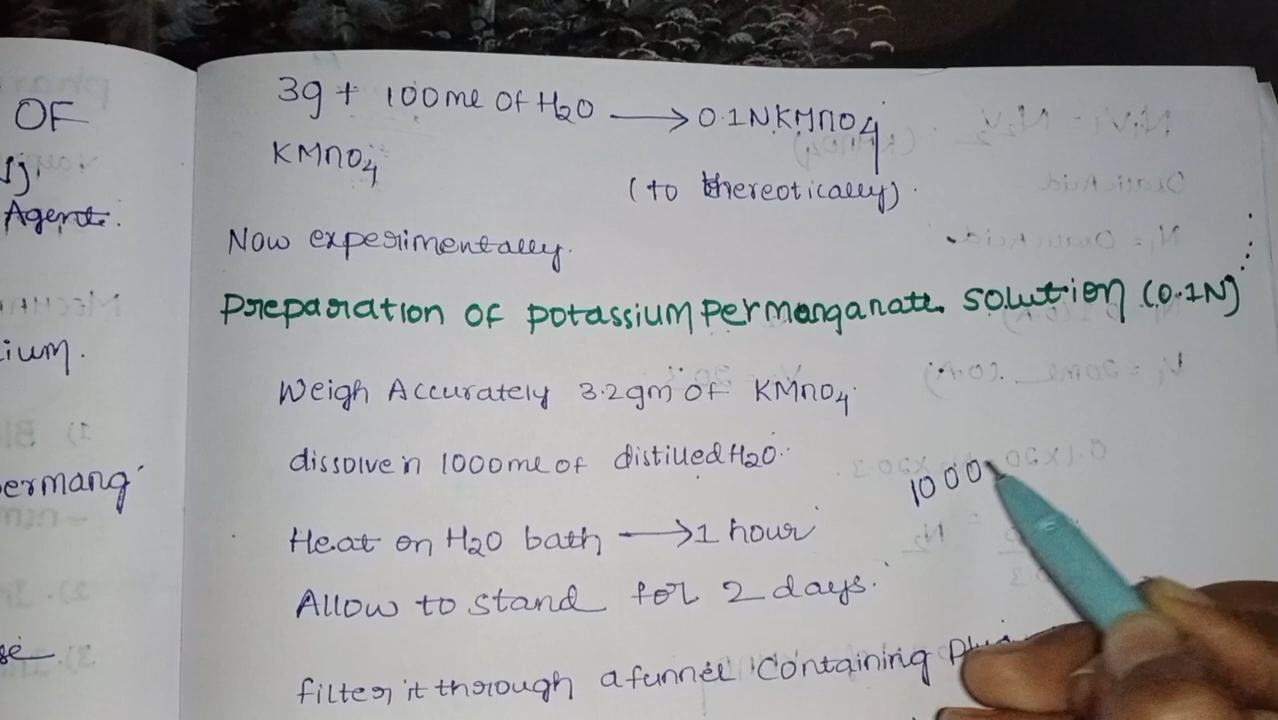 OF
Agent.
ium.
ermang
se
3g + 100ml OF H2O → 0.1N KMnO4
KMnO4
(to thereotically).
Now experimentally.
Preparation of potassium permanganate solution (0.1N)
Weigh Accurately 3.2gm of KMnO4
dissolve in 1000ml of distilled H2O.
1000
Heat on H2O bath → 1 hour
Allow to stand for 2 days.
filter it through a funnel containing